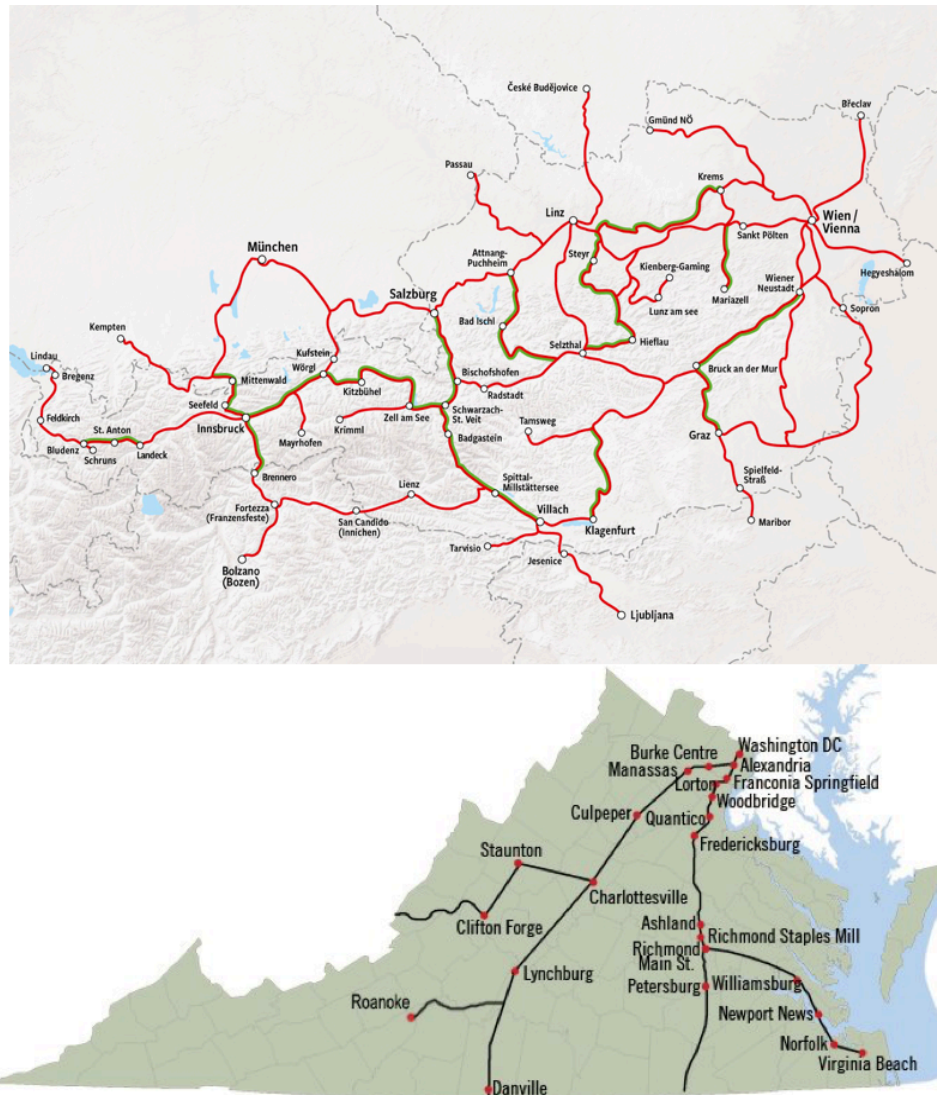 České Budějovice
Břeclav
Gmünd NÖ
Passau
Krems
Linz
Wien /
Vienna
Sankt Pölten
München
Attnang-
Puchheim
Steyr
Kienberg-Gaming
Hegyeshalom
Wiener
Neustadt
Salzburg
Mariazell
Lunz am see
Sopron
Kempten
Bad Ischl
Hieflau
Lindau
Kufstein
Selzthal
Bregenz
Wörgl
Bischofshofen
Bruck an der Mur
Mittenwald
Kitzbühel
Radstadt
Seefeld
Zell am See
Schwarzach-
St. Veit
Feldkirch
Innsbruck
Krimml
Tamsweg
St. Anton
Mayrhofen
Graz
Bludenz
Landeck
Badgastein
Schruns
Brennero
Spittal-
Millstättersee
Spielfeld-
Straß
Lienz
Fortezza
(Franzensfeste)
Villach
San Candido
(Innichen)
Klagenfurt
Maribor
Tarvisio
Jesenice
Bolzano
(Bozen)
Ljubljana
Washington DC
Burke Centre
Alexandria
Manassas
Franconia Springfield
Lorton
Woodbridge
Culpeper
Quantico
Fredericksburg
Staunton
Charlottesville
Clifton Forge
Ashland
Richmond Staples Mill
Richmond
Main St.
Lynchburg
Williamsburg
Petersburg
Roanoke
Newport News
Norfolk
Virginia Beach
Danville